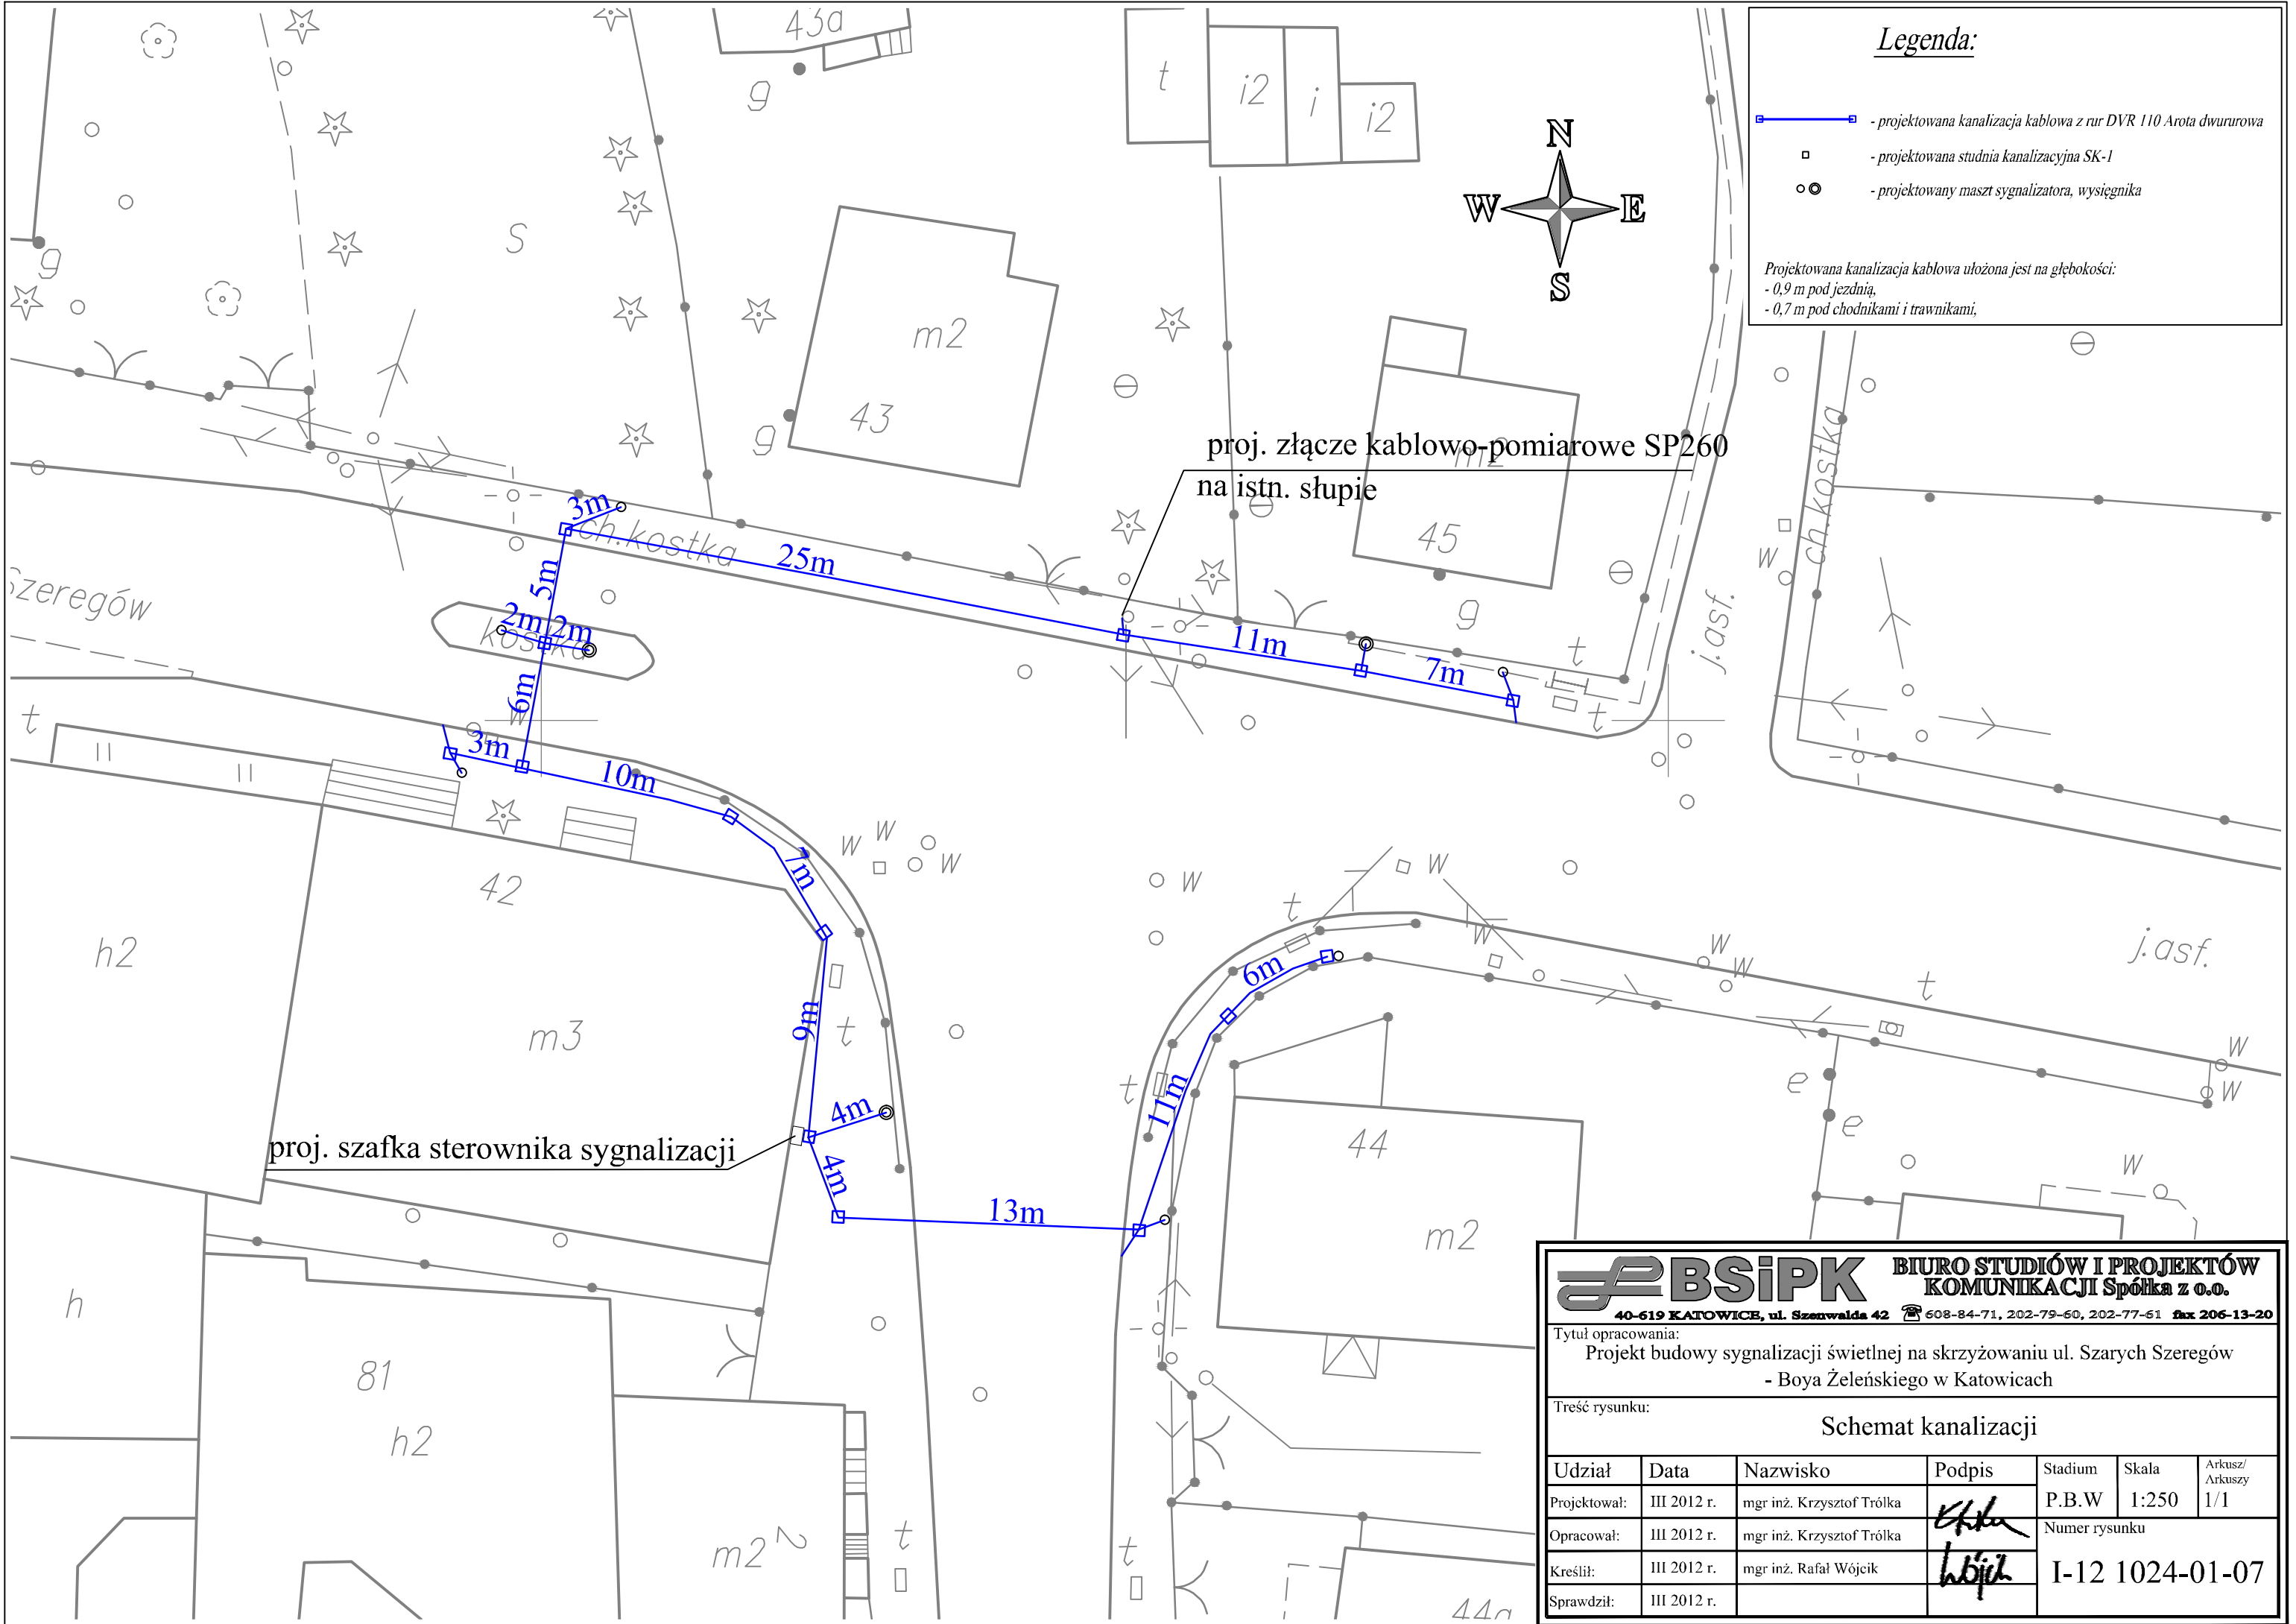 Legenda:
- projektowana kanalizacja kablowa z rur DVR 110 Arota dwururowa
- projektowana studnia kanalizacyjna SK-1
- projektowany maszt sygnalizatora, wysięgnika
Projektowana kanalizacja kablowa ułożona jest na głębokości:
- 0,9 m pod jezdnią,
- 0,7 m pod chodnikami i trawnikami,
N
W E
S
43a
g
t
i2
i
i2
S
g
m2
43
g
proj. złącze kablowo-pomiarowe SP260
na istn. słupie
m2
45
g
ch.kostka
w
j.asf.
3m
ch.kostka
25m
5m
Szeregów
2m
2m
kostka
6m
11m
7m
t
t
t
w
3m
10m
7m
42
h2
m3
w
w
w
w
w
t
w
w
w
j.asf.
t
6m
9m
t
4m
t
11m
44
e
e
w
w
w
proj. szafka sterownika sygnalizacji
4m
13m
m2
h
81
h2
m2
2
t
t
44a
BSiPK
BIURO STUDIÓW I PROJEKTÓW
KOMUNIKACJI Spółka z o.o.
40-619 KATOWICE, ul. Szenwalda 42 ☎ 608-84-71, 202-79-60, 202-77-61 fax 206-13-20
Tytuł opracowania:
Projekt budowy sygnalizacji świetlnej na skrzyżowaniu ul. Szarych Szeregów
- Boya Żeleńskiego w Katowicach
Treść rysunku:
Schemat kanalizacji
Udział Data Nazwisko Podpis Stadium Skala Arkusz/
Arkuszy
Projektował: III 2012 r. mgr inż. Krzysztof Trólka P.B.W 1:250 1/1
Opracował: III 2012 r. mgr inż. Krzysztof Trólka Numer rysunku
Kreślił: III 2012 r. mgr inż. Rafał Wójcik Wójcik I-12 1024-01-07
Sprawdził: III 2012 r.